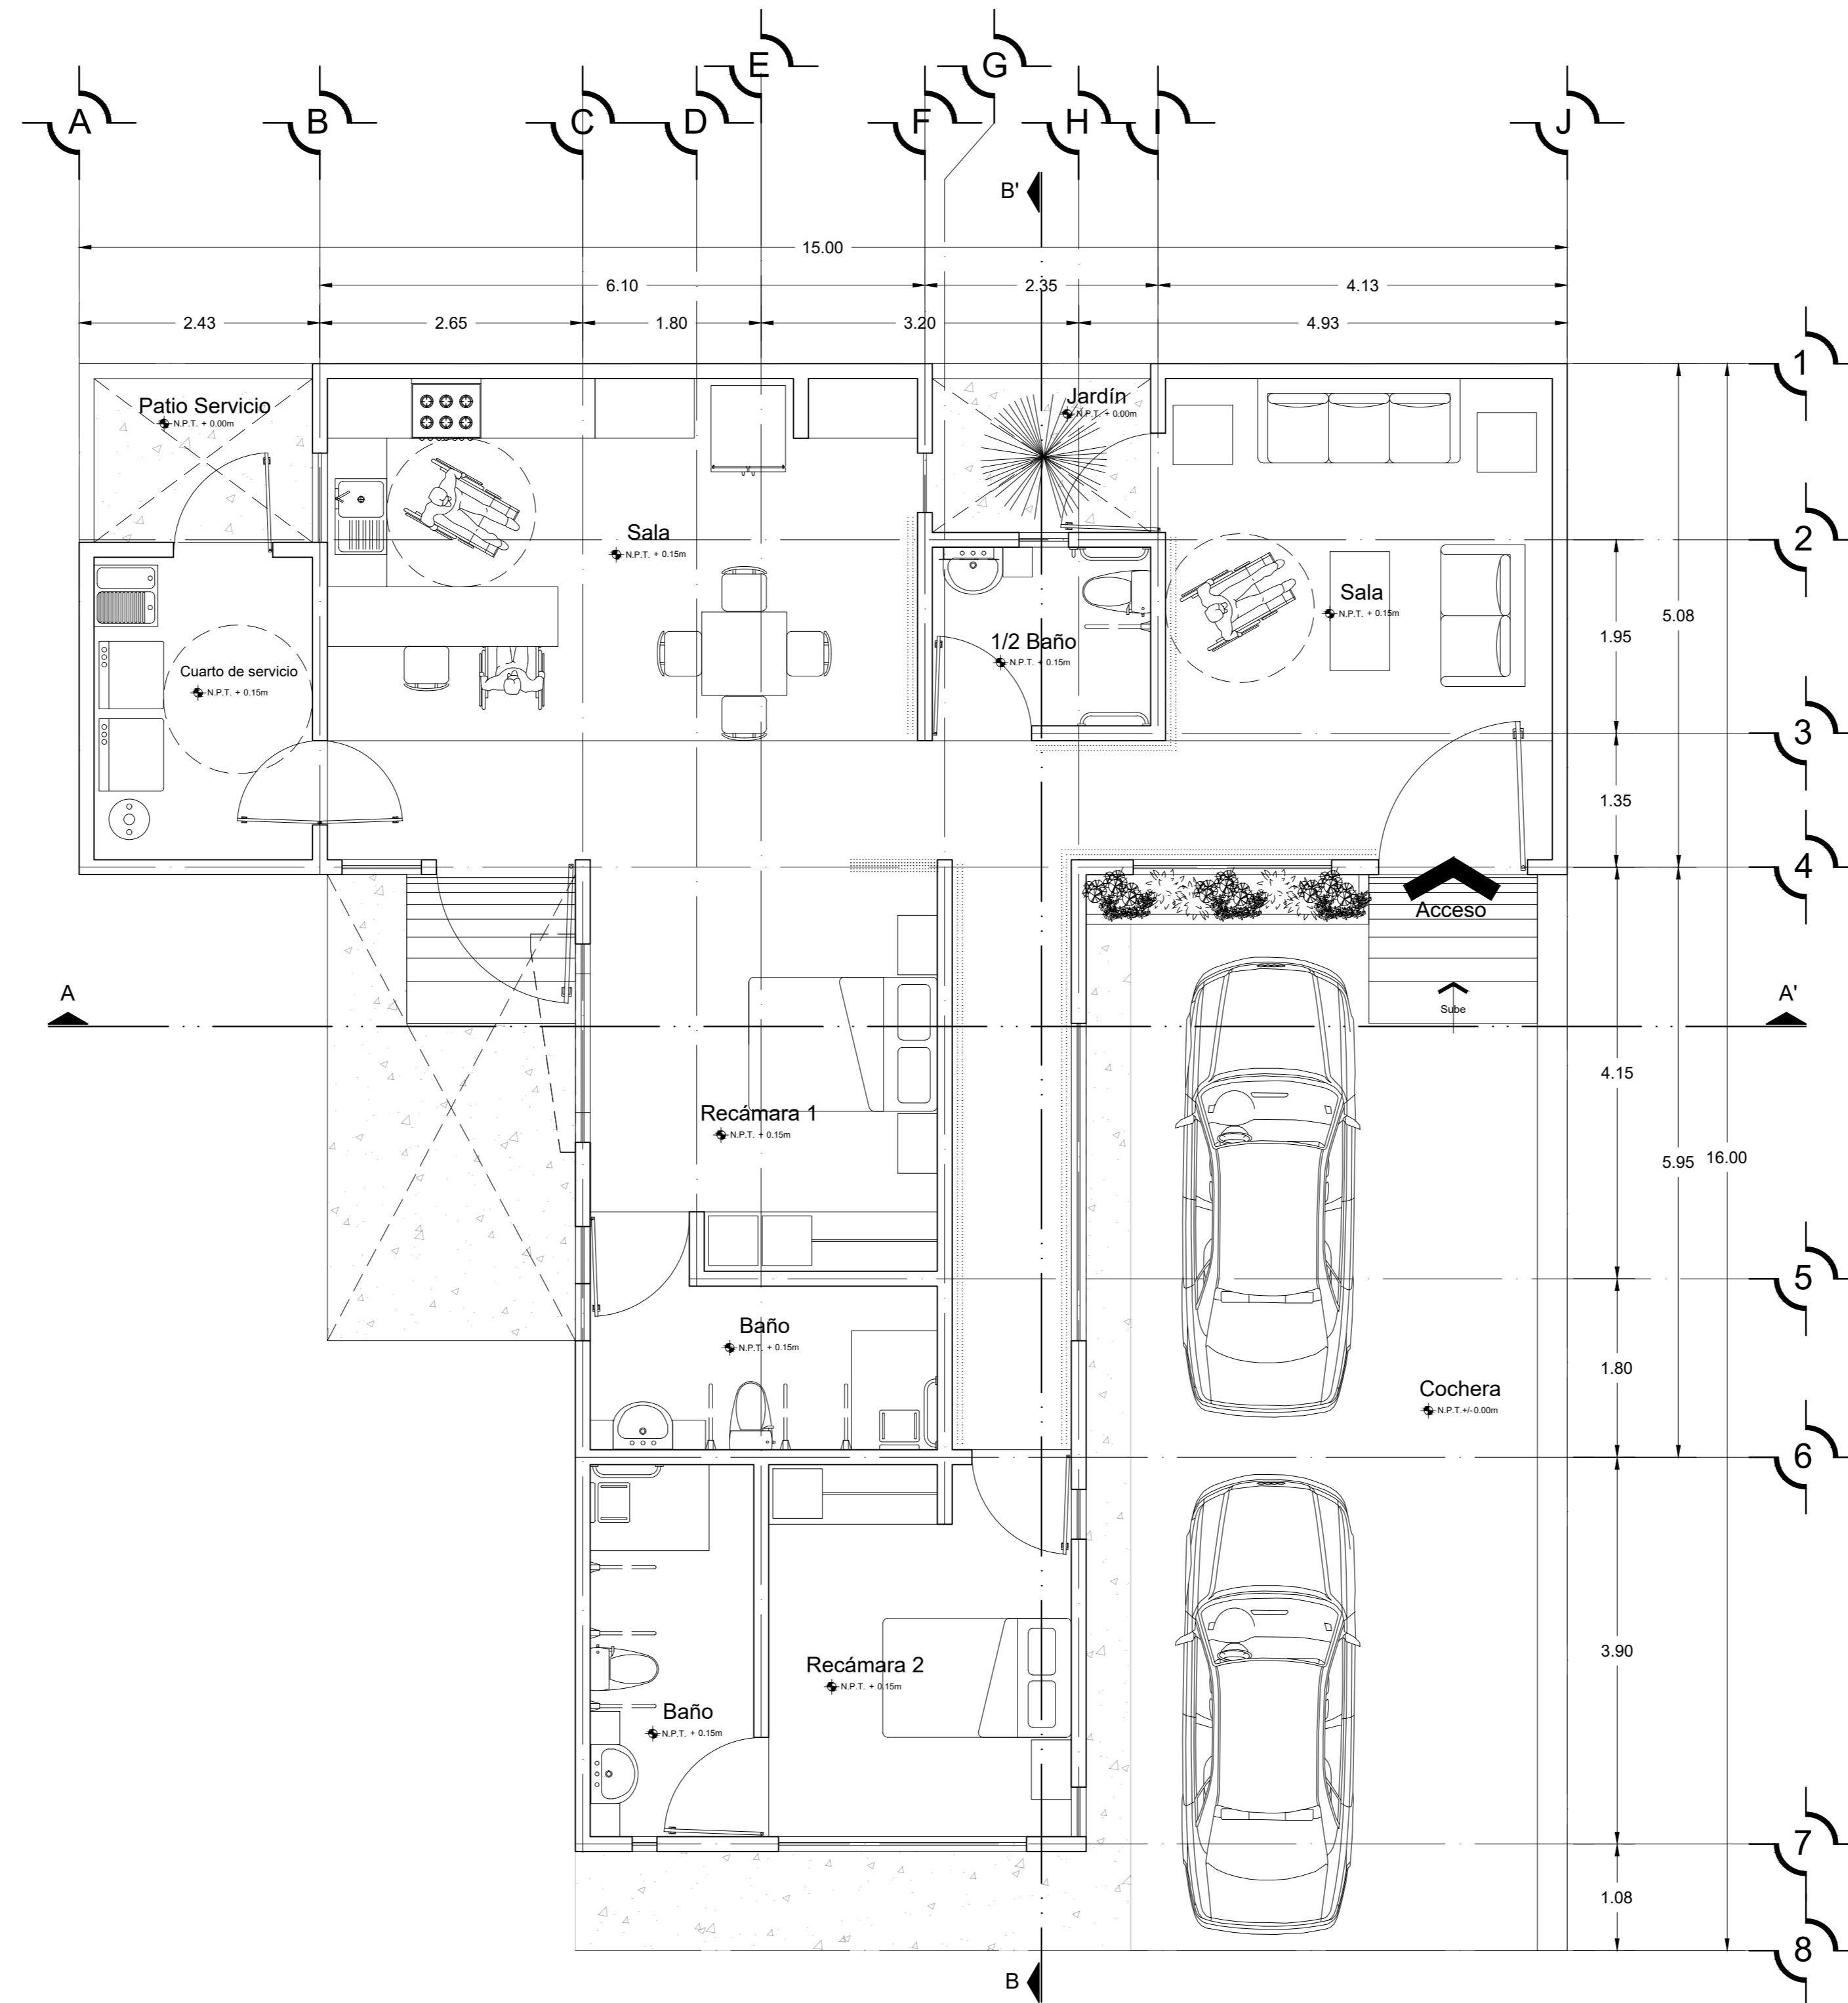 E
G
A
B
C
D
F
H
I
J
B'
15.00
6.10
2.35
4.13
2.43
2.65
1.80
3.20
4.93
1
Patio Servicio
N.P.T. + 0.00m
Jardín
N.P.T. + 0.00m
2
Sala
N.P.T. + 0.15m
Sala
N.P.T. + 0.15m
5.08
1.95
1/2 Baño
N.P.T. + 0.15m
Cuarto de servicio
N.P.T. + 0.15m
3
1.35
4
Acceso
A
A'
Sube
4.15
Recámara 1
N.P.T. + 0.15m
5.95
16.00
5
Baño
N.P.T. + 0.15m
1.80
Cochera
N.P.T.+/-0.00m
6
3.90
Recámara 2
N.P.T. + 0.15m
Baño
N.P.T. + 0.15m
7
1.08
8
B